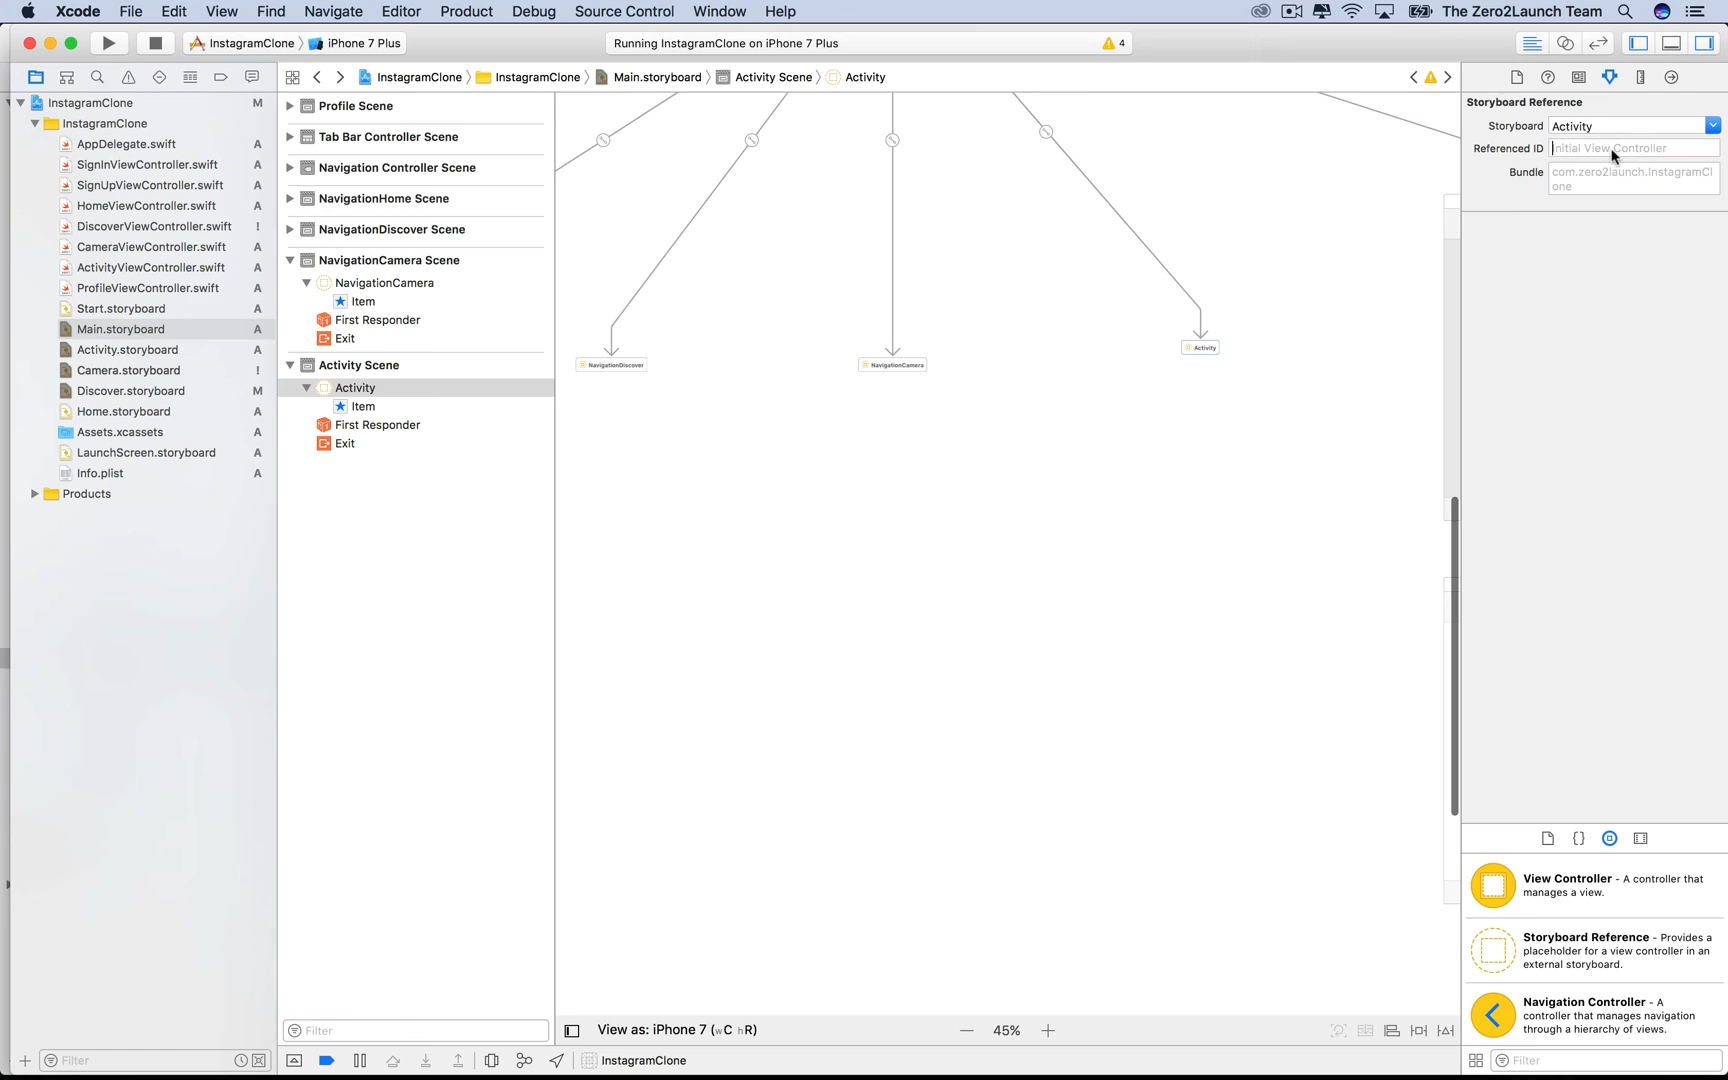 Xcode File Edit View Find Navigate Editor Product Debug Source Control Window Help The Zero2Launch Team
InstagramClone iPhone 7 Plus Running InstagramClone on iPhone 7 Plus 4
InstagramClone InstagramClone Main.storyboard Activity Scene Activity
InstagramClone M
InstagramClone
AppDelegate.swift A
SignInViewController.swift A
SignUpViewController.swift A
HomeViewController.swift A
DiscoverViewController.swift !
CameraViewController.swift A
ActivityViewController.swift A
ProfileViewController.swift A
Start.storyboard A
Main.storyboard A
Activity.storyboard A
Camera.storyboard !
Discover.storyboard M
Home.storyboard A
Assets.xcassets A
LaunchScreen.storyboard A
Info.plist A
Products
Filter
Profile Scene
Tab Bar Controller Scene
Navigation Controller Scene
NavigationHome Scene
NavigationDiscover Scene
NavigationCamera Scene
NavigationCamera
Item
First Responder
Exit
Activity Scene
Activity
Item
First Responder
Exit
Filter
NavigationDiscover
NavigationCamera
Activity
View as: iPhone 7 (wC hR) 45%
InstagramClone
Storyboard Reference
Storyboard Activity
Referenced ID Initial View Controller
Bundle com.zero2launch.InstagramCl
one
View Controller - A controller that
manages a view.
Storyboard Reference - Provides a
placeholder for a view controller in an
external storyboard.
Navigation Controller - A
controller that manages navigation
through a hierarchy of views.
Filter